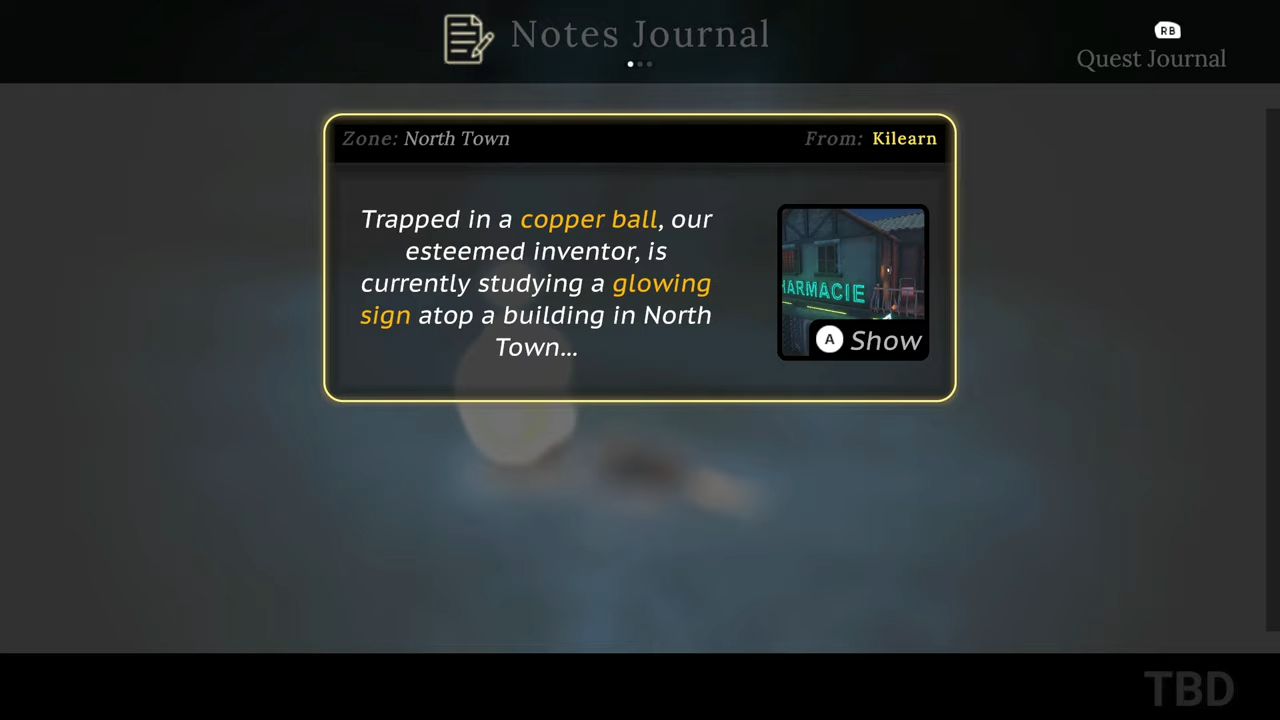 Notes Journal
RB
Quest Journal
Zone: North Town
From: Kilearn
Trapped in a copper ball, our
esteemed inventor, is
currently studying a glowing
sign atop a building in North
Town...
HARMACIE
A Show
TBD